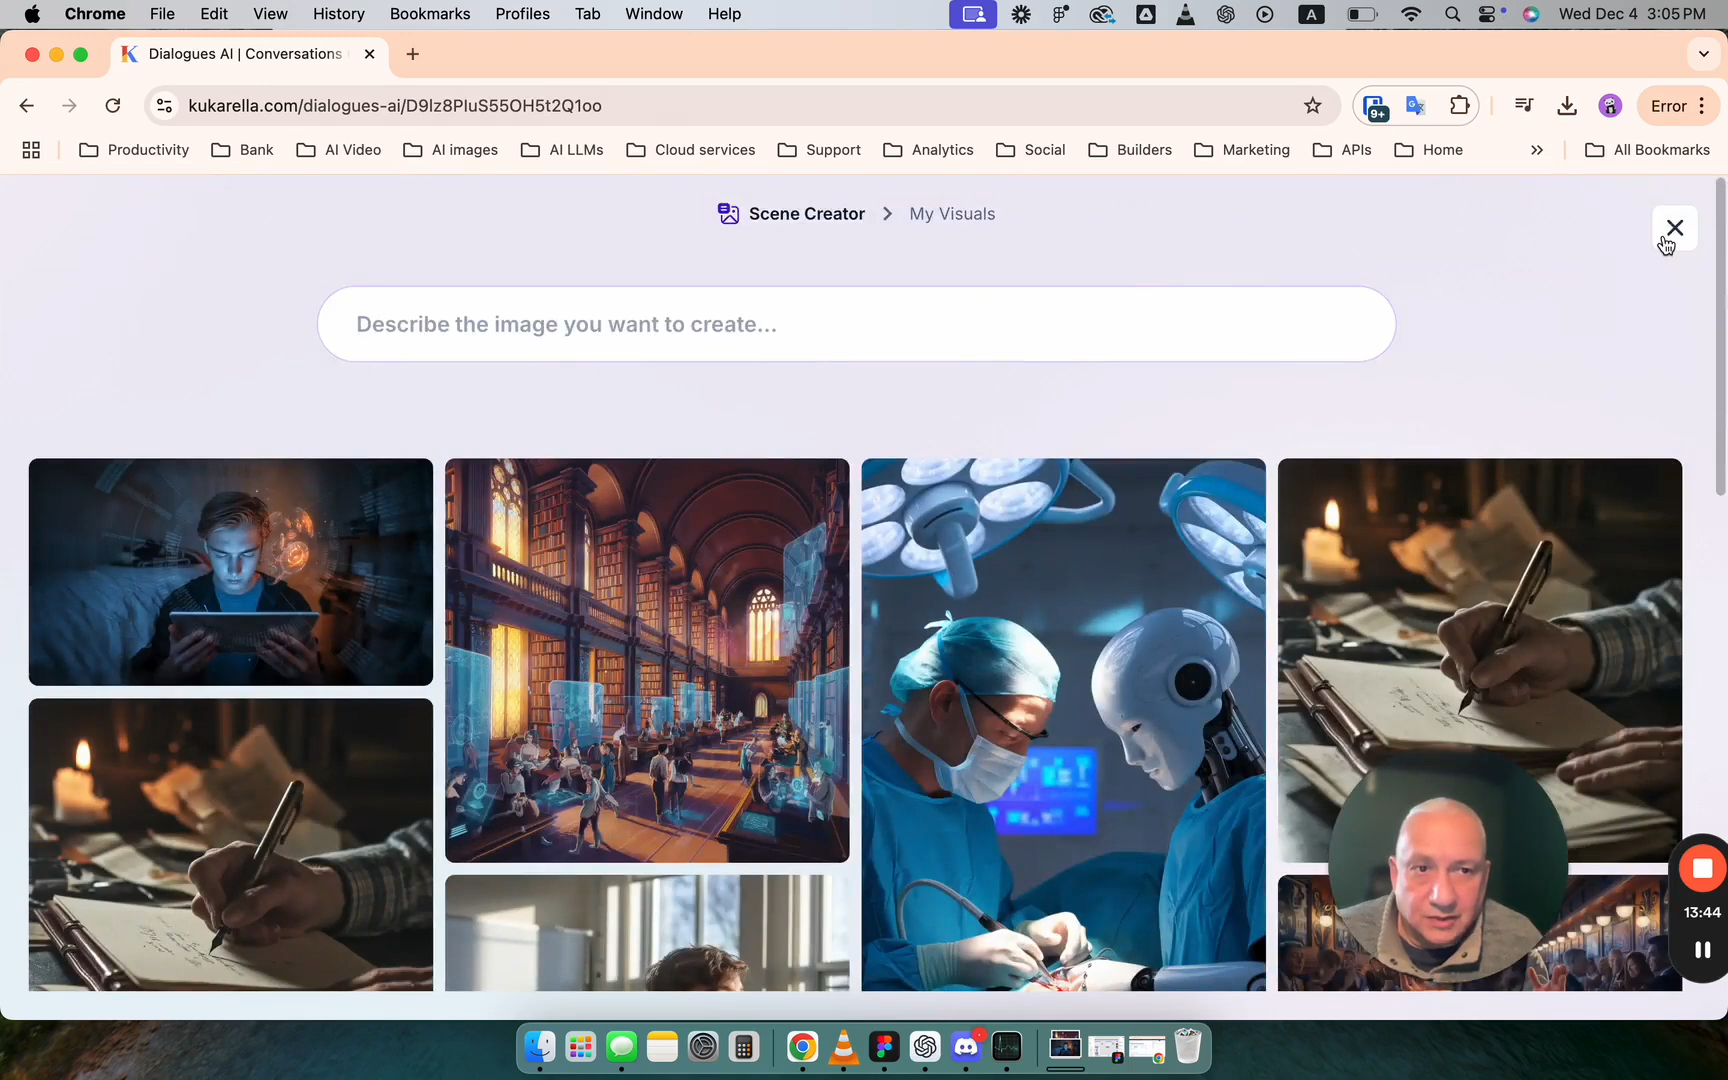 Chrome File Edit View History Bookmarks Profiles Tab Window Help A Wed Dec 4 3:05 PM
Dialogues AI | Conversations
kukarella.com/dialogues-ai/D9lz8PluS55OH5t2Q1oo 9+ Error
Productivity Bank AI Video AI images AI LLMs Cloud services Support Analytics Social Builders Marketing APIs Home All Bookmarks
Scene Creator My Visuals
Describe the image you want to create...
13:44